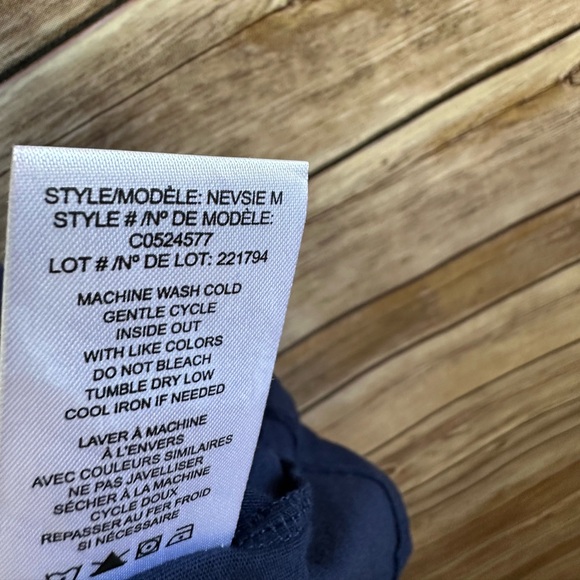 STYLE/MODÈLE: NEVSIE M
STYLE # /Nº DE MODÈLE:
C0524577
LOT # /Nº DE LOT: 221794
MACHINE WASH COLD
GENTLE CYCLE
INSIDE OUT
WITH LIKE COLORS
DO NOT BLEACH
TUMBLE DRY LOW
COOL IRON IF NEEDED
LAVER À MACHINE
À L'ENVERS
AVEC COULEURS SIMILAIRES
NE PAS JAVELLISER
SÉCHER À LA MACHINE
CYCLE DOUX
REPASSER AU FER FROID
SI NÉCESSAIRE